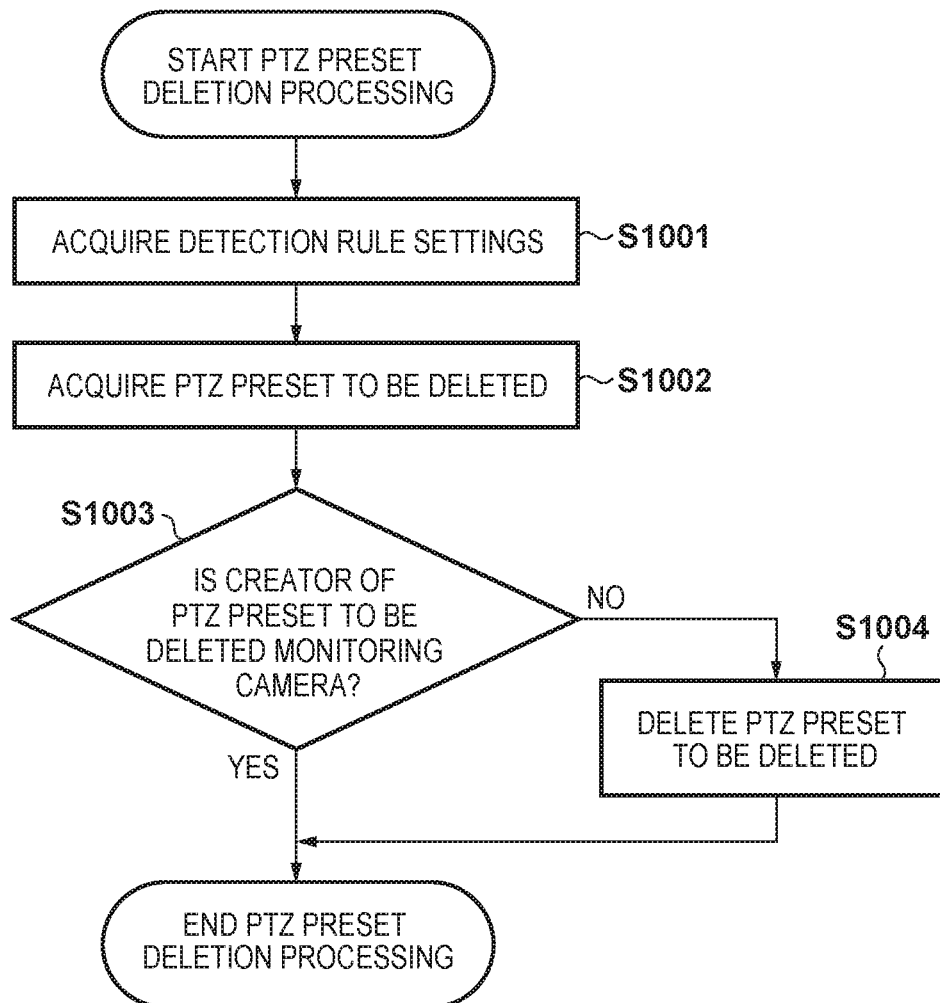 START PTZ PRESET
DELETION PROCESSING
ACQUIRE DETECTION RULE SETTINGS
S1001
ACQUIRE PTZ PRESET TO BE DELETED
S1002
S1003
IS CREATOR OF
PTZ PRESET TO BE
DELETED MONITORING
CAMERA?
NO
YES
S1004
DELETE PTZ PRESET
TO BE DELETED
END PTZ PRESET
DELETION PROCESSING